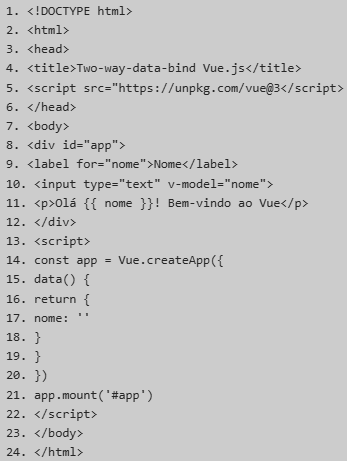 1. <!DOCTYPE html>
2. <html>
3. <head>
4. <title>Two-way-data-bind Vue.js</title>
5. <script src="https://unpkg.com/vue@3</script>
6. </head>
7. <body>
8. <div id="app">
9. <label for="nome">Nome</label>
10. <input type="text" v-model="nome">
11. <p>Olá {{ nome }}! Bem-vindo ao Vue</p>
12. </div>
13. <script>
14. const app = Vue.createApp({
15. data() {
16. return {
17. nome: ''
18. }
19. }
20. })
21. app.mount('#app')
22. </script>
23. </body>
24. </html>